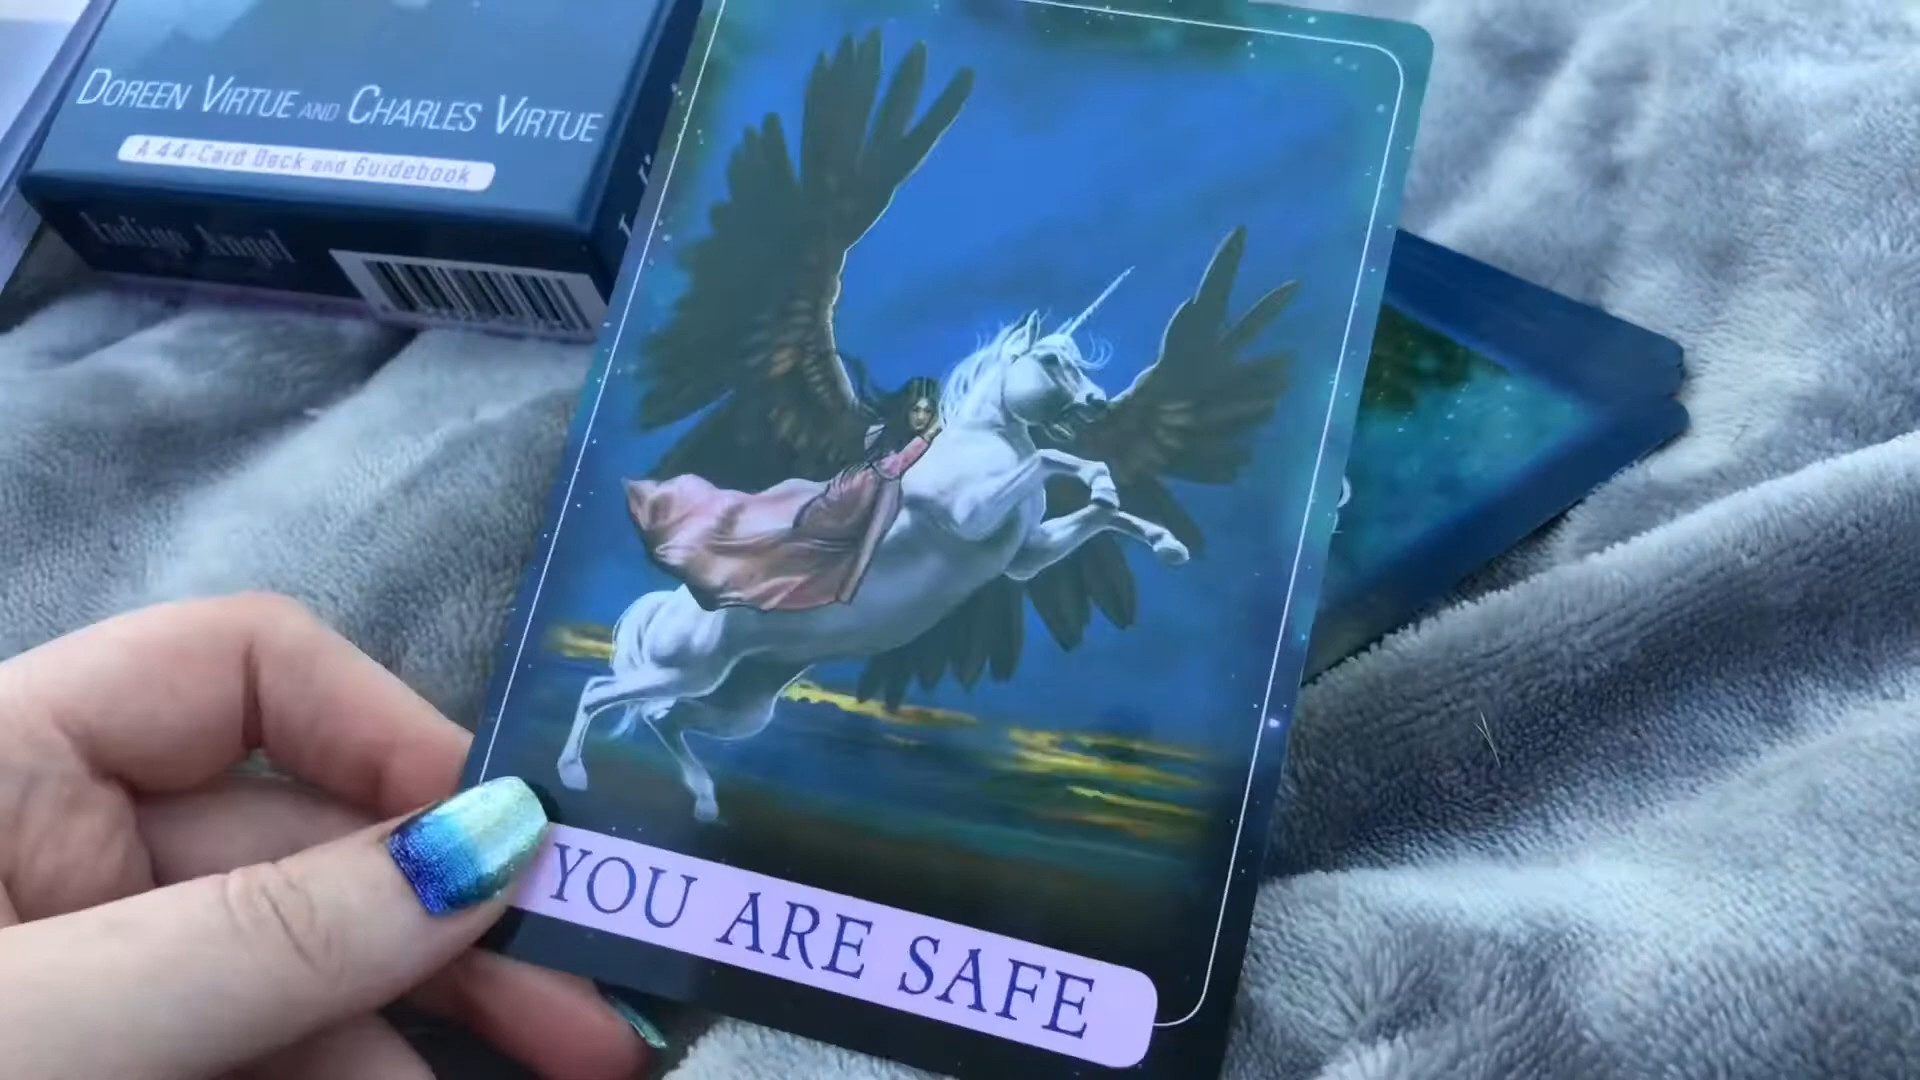 DOREEN VIRTUE AND CHARLES VIRTUE
A 44-Card Deck and Guidebook
Indigo Angel
YOU ARE SAFE